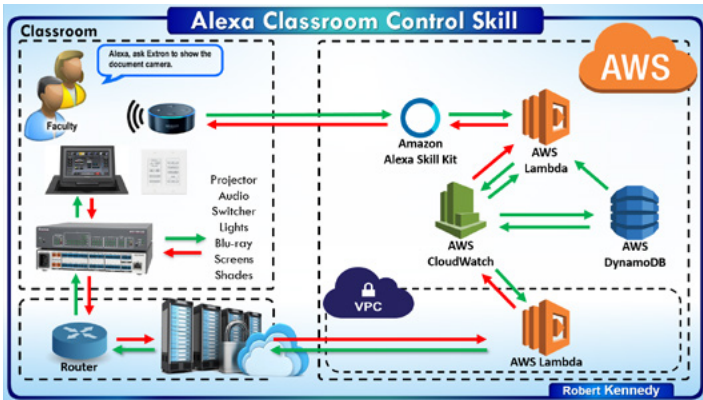 Alexa Classroom Control Skill
Classroom
Alexa, ask Extron to show the
document camera.
Faculty
AWS
Amazon
Alexa Skill Kit
AWS
Lambda
Projector
Audio
Switcher
Lights
Blu-ray
Screens
Shades
AWS
CloudWatch
AWS
DynamoDB
VPC
Router
AWS Lambda
Robert Kennedy